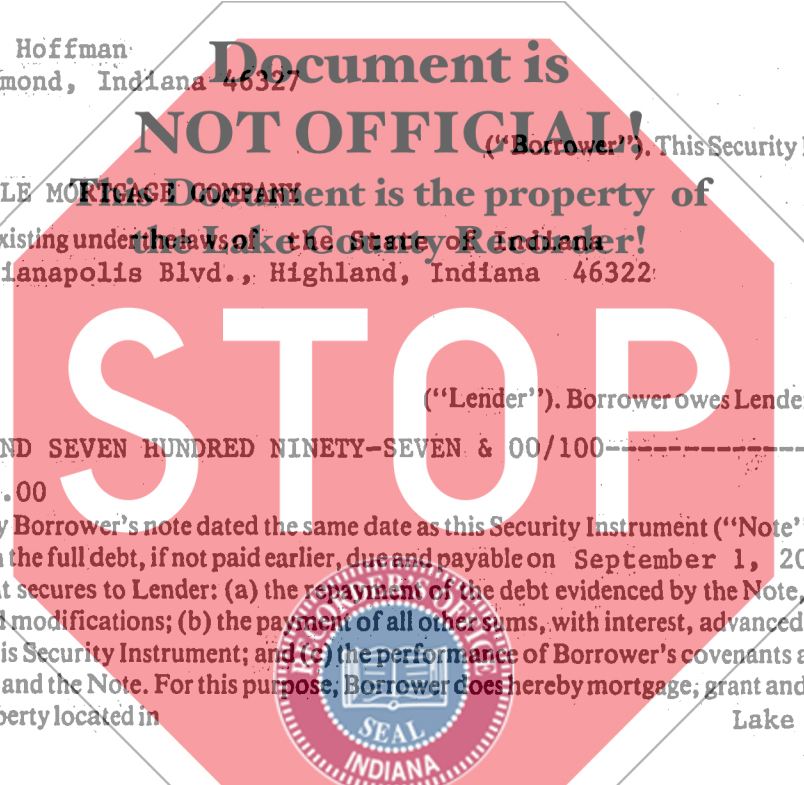 Hoffman
mond, Indiana 46327
Document is
NOT OFFICIAL!
("Borrower"). This Security
LE MORTGAGE COMPANY
This Document is the property of
the Lake County Recorder!
xisting under the laws of the State of Indiana
ianapolis Blvd., Highland, Indiana 46322
STOP
("Lender"). Borrower owes Lende
ND SEVEN HUNDRED NINETY-SEVEN & 00/100---------------
.00
y Borrower's note dated the same date as this Security Instrument ("Note"
the full debt, if not paid earlier, due and payable on September 1, 20
t secures to Lender: (a) the repayment of the debt evidenced by the Note,
d modifications; (b) the payment of all other sums, with interest, advanced
is Security Instrument; and (c) the performance of Borrower's covenants a
and the Note. For this purpose, Borrower does hereby mortgage, grant and
perty located in Lake
RECORDER'S OFFICE
SEAL
INDIANA